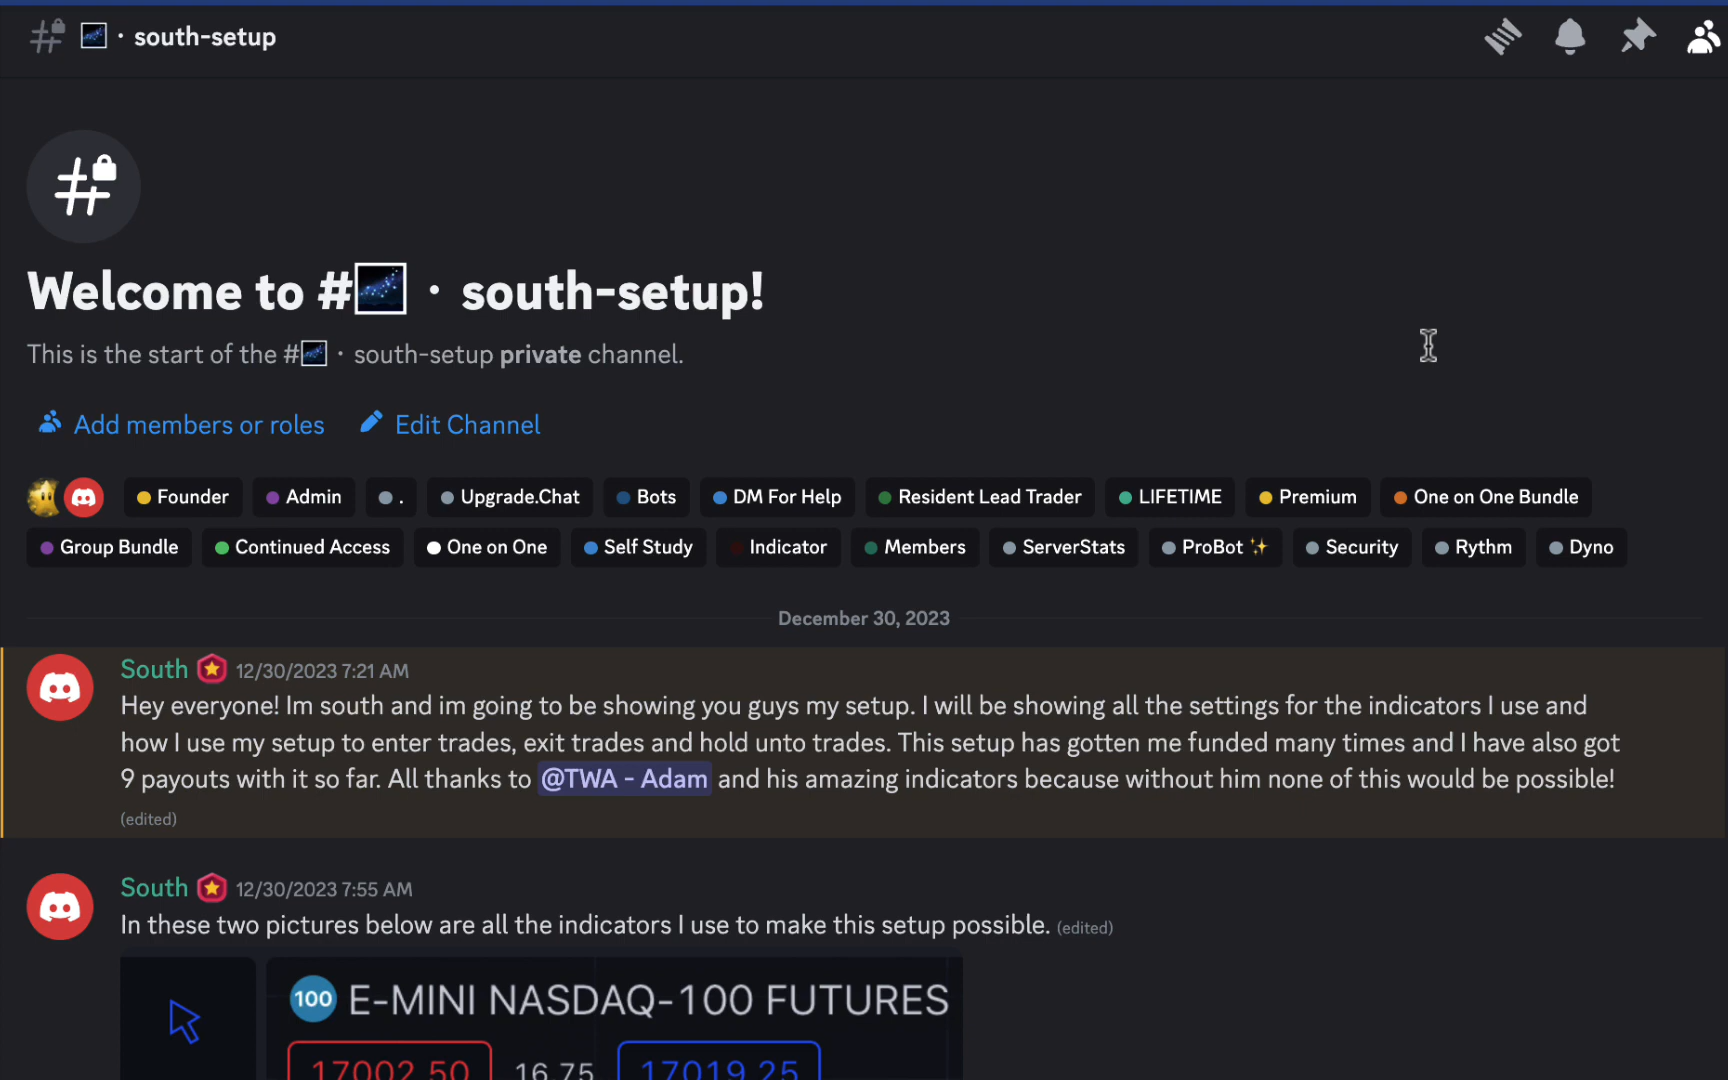 # · south-setup
Welcome to # · south-setup!
This is the start of the # · south-setup private channel.
Add members or roles Edit Channel
Founder Admin . Upgrade.Chat Bots DM For Help Resident Lead Trader LIFETIME Premium One on One Bundle
Group Bundle Continued Access One on One Self Study Indicator Members ServerStats ProBot ✨ Security Rythm Dyno
December 30, 2023
South 12/30/2023 7:21 AM
Hey everyone! Im south and im going to be showing you guys my setup. I will be showing all the settings for the indicators I use and
how I use my setup to enter trades, exit trades and hold unto trades. This setup has gotten me funded many times and I have also got
9 payouts with it so far. All thanks to @TWA - Adam and his amazing indicators because without him none of this would be possible!
(edited)
South 12/30/2023 7:55 AM
In these two pictures below are all the indicators I use to make this setup possible. (edited)
100 E-MINI NASDAQ-100 FUTURES
17002.50 16.75 17019.25